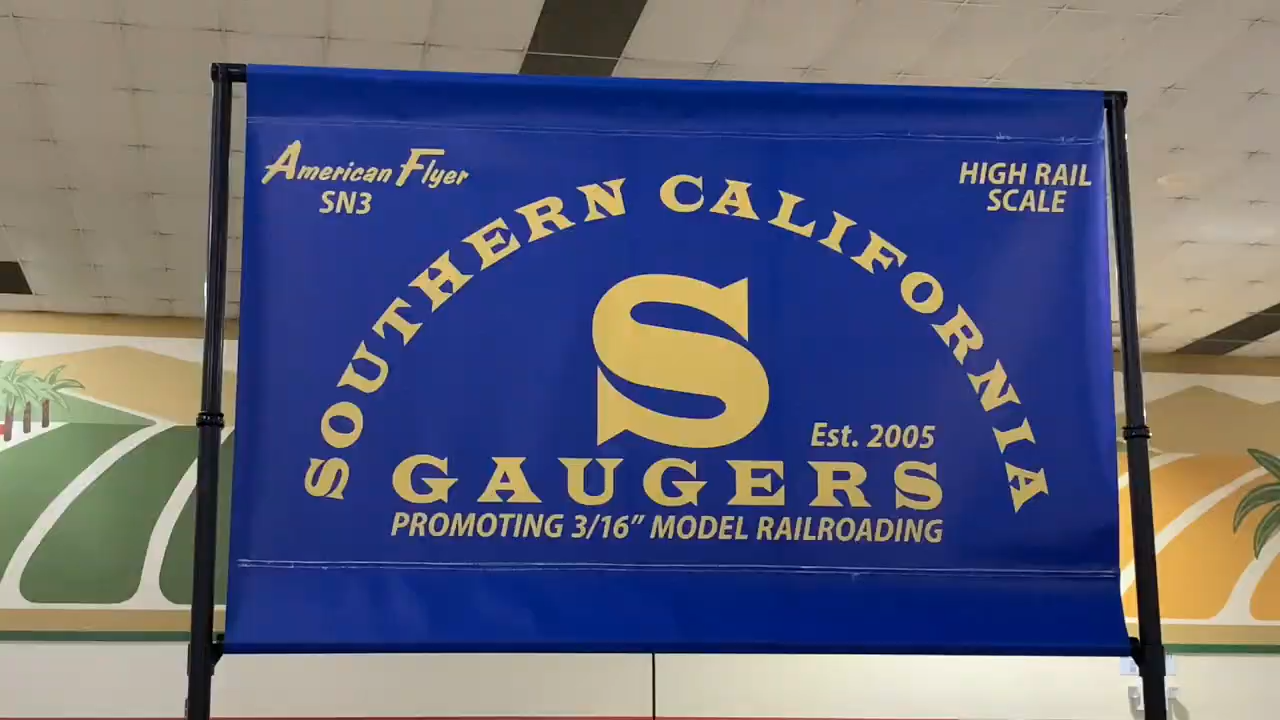 American Flyer
SN3
HIGH RAIL
SCALE
SOUTHERN CALIFORNIA
S
Est. 2005
GAUGERS
PROMOTING 3/16” MODEL RAILROADING